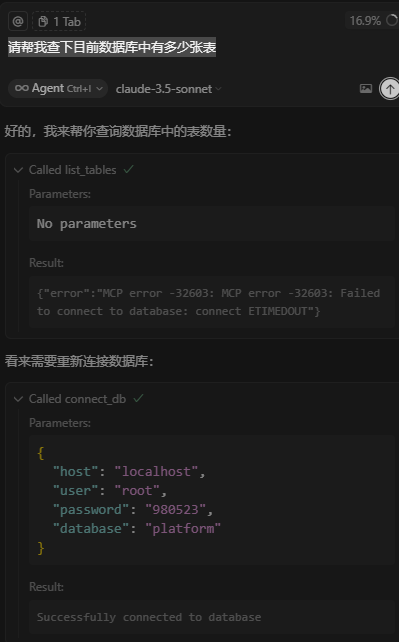 @ 1 Tab 16.9%
请帮我查下目前数据库中有多少张表
Agent Ctrl+I claude-3.5-sonnet
好的，我来帮你查询数据库中的表数量：
Called list_tables
Parameters:
No parameters
Result:
{"error":"MCP error -32603: MCP error -32603: Failed
to connect to database: connect ETIMEDOUT"}
看来需要重新连接数据库：
Called connect_db
Parameters:
{
"host": "localhost",
"user": "root",
"password": "980523",
"database": "platform"
}
Result:
Successfully connected to database